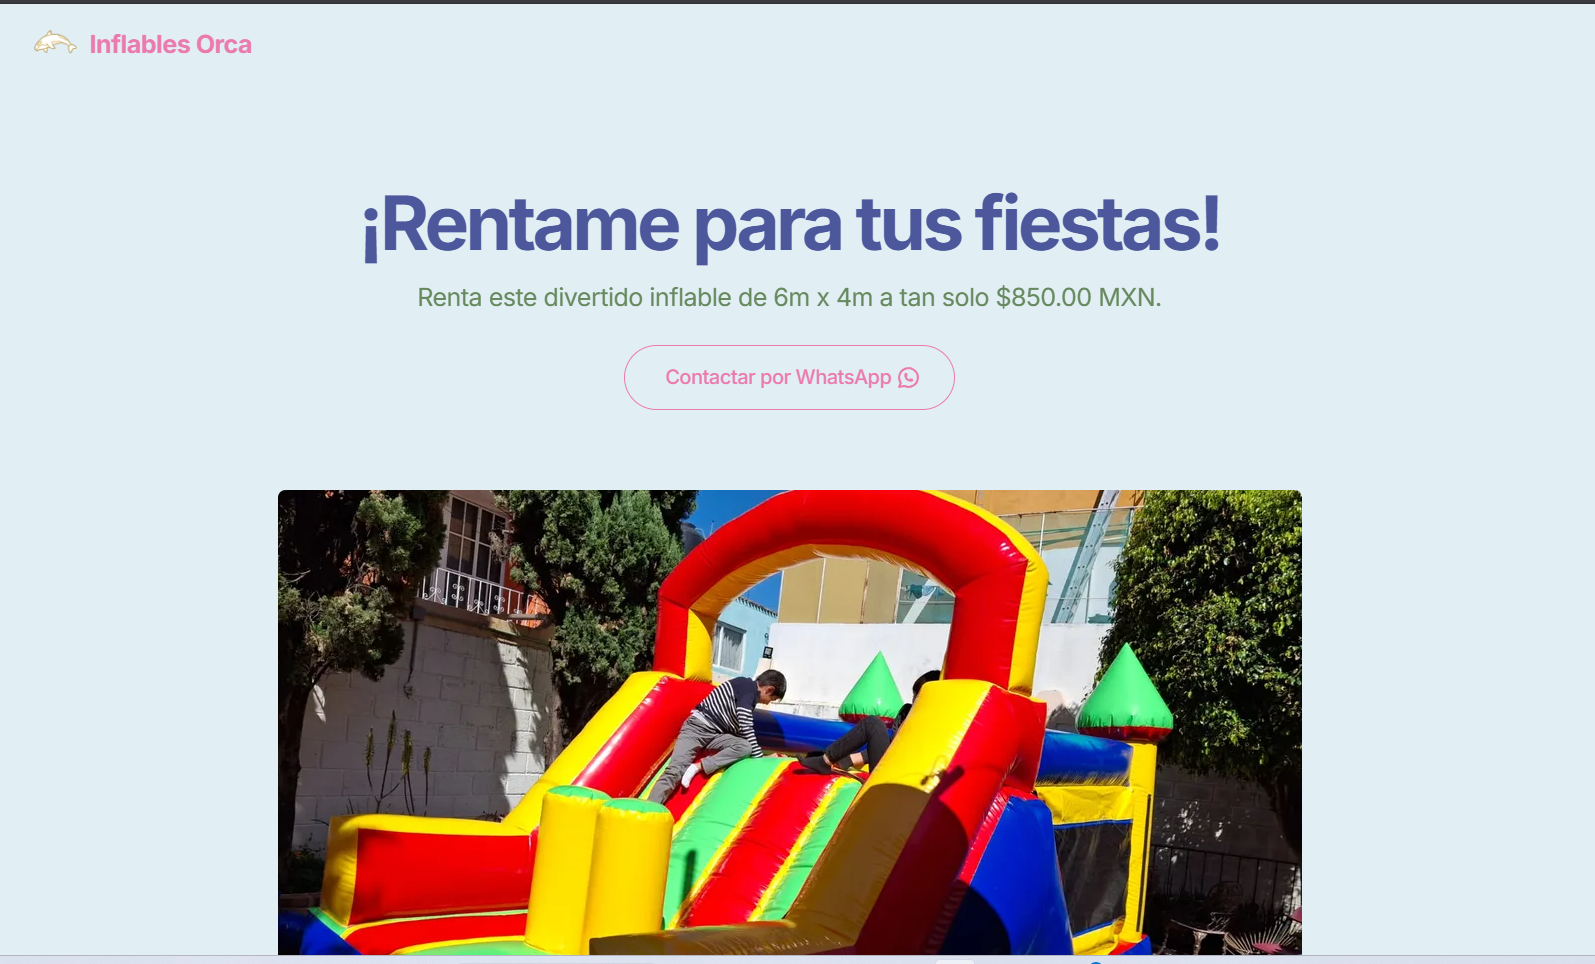 Inflables Orca
¡Rentame para tus fiestas!
Renta este divertido inflable de 6m x 4m a tan solo $850.00 MXN.
Contactar por WhatsApp